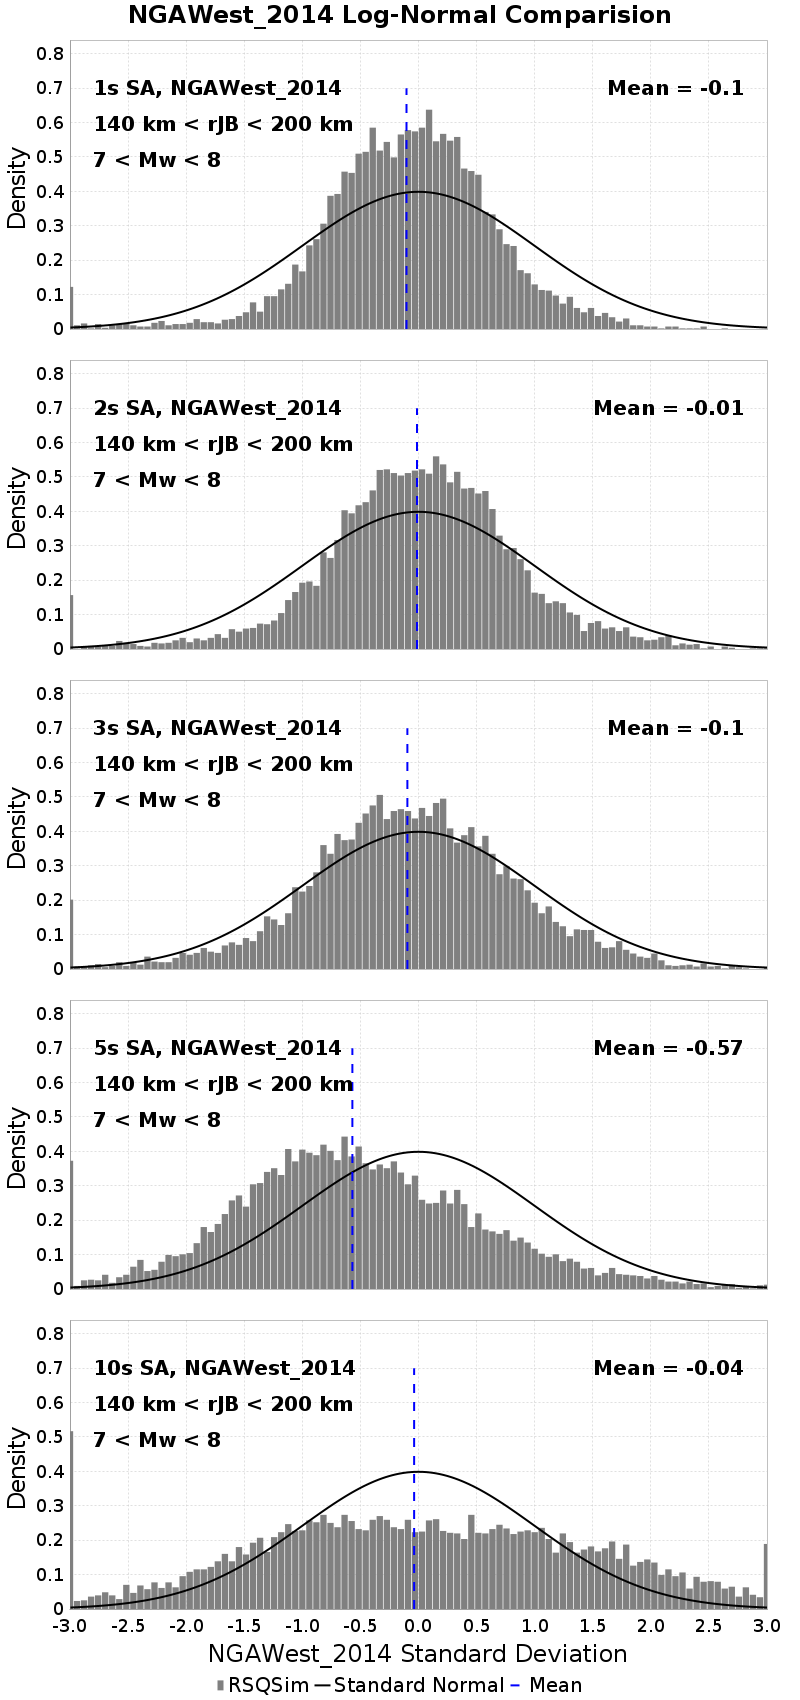 NGAWest_2014 Log-Normal Comparision
0.8
0.7
0.6
0.5
0.4
0.3
0.2
0.1
0
Density
1s SA, NGAWest_2014
Mean = -0.1
140 km < rJB < 200 km
7 < Mw < 8
0.8
0.7
0.6
0.5
0.4
0.3
0.2
0.1
0
Density
2s SA, NGAWest_2014
Mean = -0.01
140 km < rJB < 200 km
7 < Mw < 8
0.8
0.7
0.6
0.5
0.4
0.3
0.2
0.1
0
Density
3s SA, NGAWest_2014
Mean = -0.1
140 km < rJB < 200 km
7 < Mw < 8
0.8
0.7
0.6
0.5
0.4
0.3
0.2
0.1
0
Density
5s SA, NGAWest_2014
Mean = -0.57
140 km < rJB < 200 km
7 < Mw < 8
0.8
0.7
0.6
0.5
0.4
0.3
0.2
0.1
0
Density
10s SA, NGAWest_2014
Mean = -0.04
140 km < rJB < 200 km
7 < Mw < 8
-3.0 -2.5 -2.0 -1.5 -1.0 -0.5 0.0 0.5 1.0 1.5 2.0 2.5 3.0
NGAWest_2014 Standard Deviation
RSQSim Standard Normal Mean